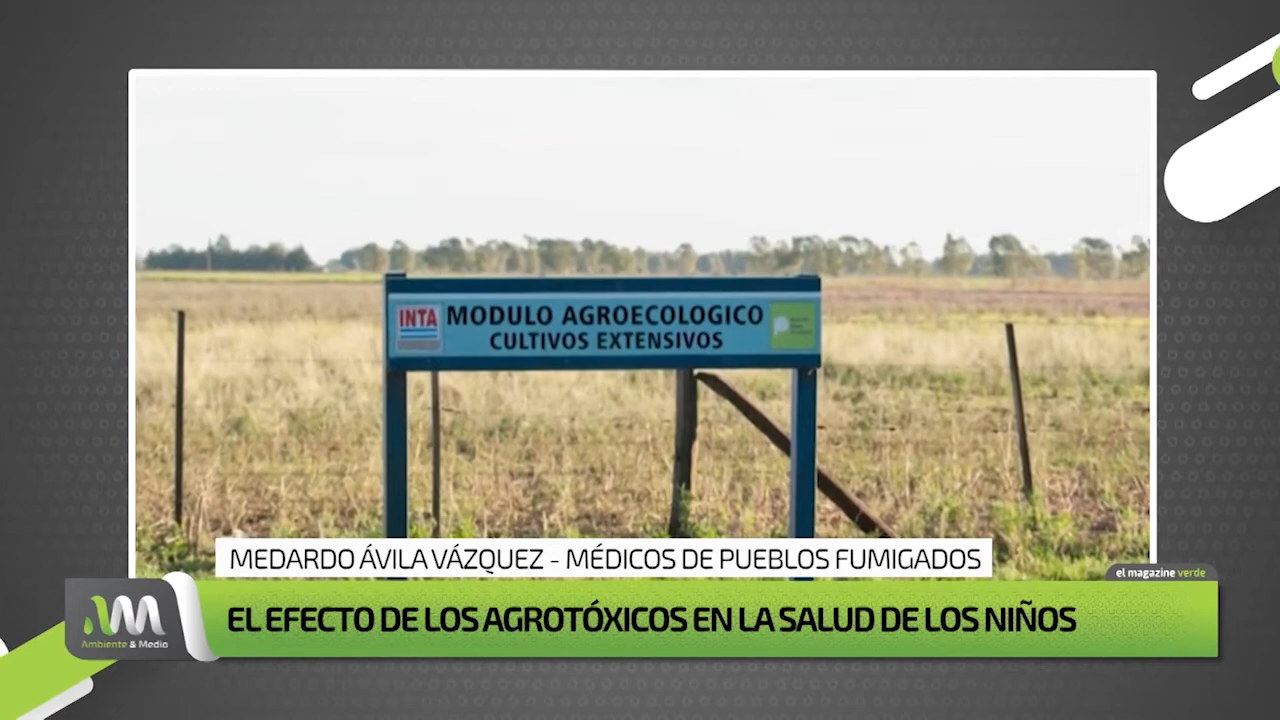 INTA
MODULO AGROECOLOGICO
CULTIVOS EXTENSIVOS
MEDARDO ÁVILA VÁZQUEZ - MÉDICOS DE PUEBLOS FUMIGADOS
el magazine verde
EL EFECTO DE LOS AGROTÓXICOS EN LA SALUD DE LOS NIÑOS
AM
Ambiente & Medio